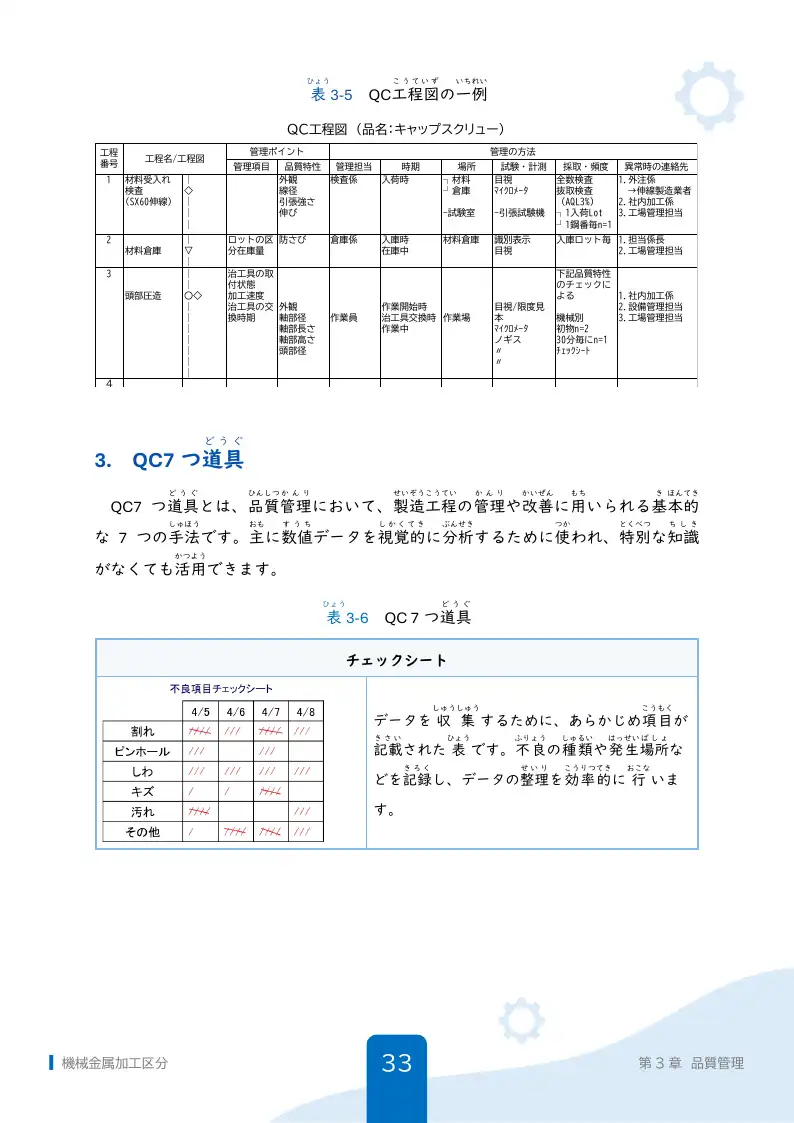 表 3-5 QC工程図の一例
QC工程図（品名：キャップスクリュー）
工程番号 工程名/工程図 管理ポイント 管理の方法
管理項目 品質特性 管理担当 時期 場所 試験・計測 採取・頻度 異常時の連絡先
1 材料受入れ ｜ 外観 検査係 入荷時 ┐材料 目視 全数検査 1.外注係
検査 ◇ 線径 ┘倉庫 ﾏｲｸﾛﾒｰﾀ 抜取検査 →伸線製造業者
(SX60伸線) ｜ 引張強さ (AQL3%) 2.社内加工係
｜ 伸び -試験室 -引張試験機 ┐1入荷Lot 3.工場管理担当
｜ ┘1鋼番毎n=1
2 ｜ ロットの区 防さび 倉庫係 入庫時 材料倉庫 識別表示 入庫ロット毎 1.担当係長
材料倉庫 ▽ 分在庫量 在庫中 目視 2.工場管理担当
｜
3 ｜ 治工具の取 下記品質特性
｜ 付状態 のチェックに
頭部圧造 ○◇ 加工速度 よる 1.社内加工係
｜ 治工具の交 外観 作業開始時 目視/限度見 2.設備管理担当
｜ 換時期 軸部径 作業員 治工具交換時 作業場 本 機械別 3.工場管理担当
｜ 軸部長さ 作業中 ﾏｲｸﾛﾒｰﾀ 初物n=2
｜ 軸部高さ ノギス 30分毎にn=1
｜ 頭部径 〃 ﾁｪｯｸｼｰﾄ
｜ 〃
｜
4
3. QC7 つ道具
QC7 つ道具とは、品質管理において、製造工程の管理や改善に用いられる基本的
な 7 つの手法です。主に数値データを視覚的に分析するために使われ、特別な知識
がなくても活用できます。
表 3-6 QC 7 つ道具
チェックシート
不良項目チェックシート
4/5 4/6 4/7 4/8
割れ
ピンホール
しわ
キズ
汚れ
その他
データを 収 集 するために、あらかじめ項目が
記載された 表 です。不良の種類や発生場所な
どを記録し、データの整理を効率的に 行 いま
す。
機械金属加工区分
33
第 3 章 品質管理